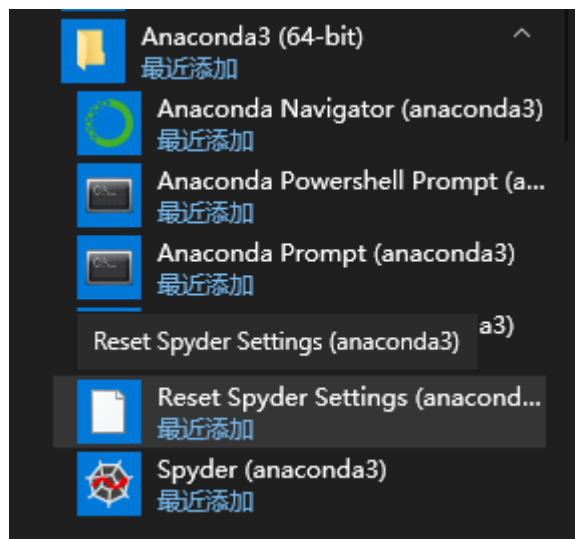 Anaconda3 (64-bit)
最近添加
Anaconda Navigator (anaconda3)
最近添加
Anaconda Powershell Prompt (a...
最近添加
Anaconda Prompt (anaconda3)
最近添加
a3)
Reset Spyder Settings (anaconda3)
Reset Spyder Settings (anacond...
最近添加
Spyder (anaconda3)
最近添加